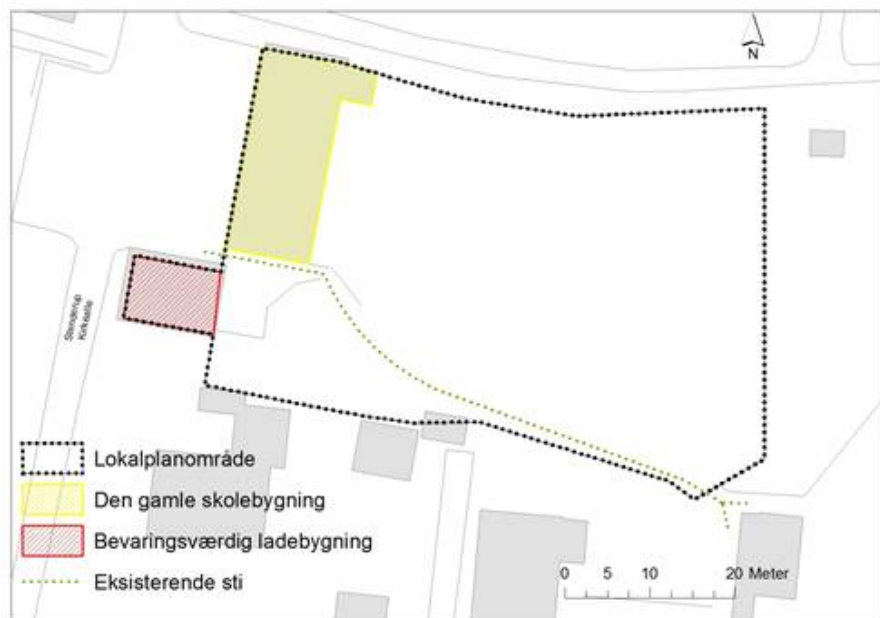 N
Stenderup
Kirkealle
Lokalplanområde
Den gamle skolebygning
Bevaringsværdig ladebygning
Eksisterende sti
0 5 10 20 Meter